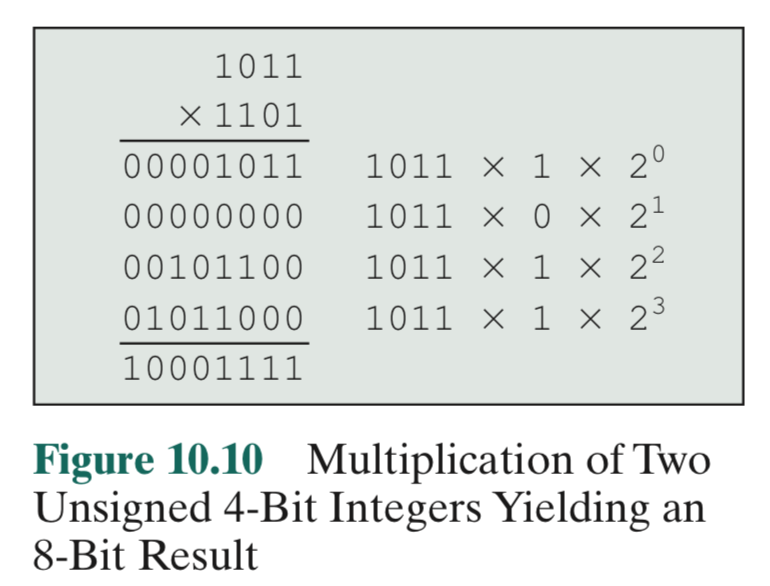 1011
×1101
00001011 1011 × 1 × 2⁰
00000000 1011 × 0 × 2¹
00101100 1011 × 1 × 2²
01011000 1011 × 1 × 2³
10001111
Figure 10.10 Multiplication of Two
Unsigned 4-Bit Integers Yielding an
8-Bit Result